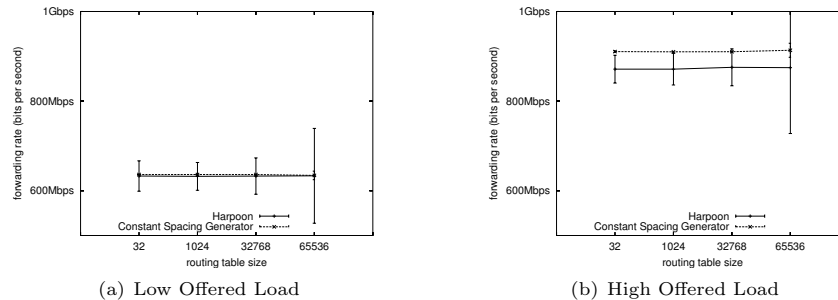 1Gbps
800Mbps
600Mbps
forwarding rate (bits per second)
Harpoon
Constant Spacing Generator
32 1024 32768 65536
routing table size
(a) Low Offered Load
1Gbps
800Mbps
600Mbps
forwarding rate (bits per second)
Harpoon
Constant Spacing Generator
32 1024 32768 65536
routing table size
(b) High Offered Load